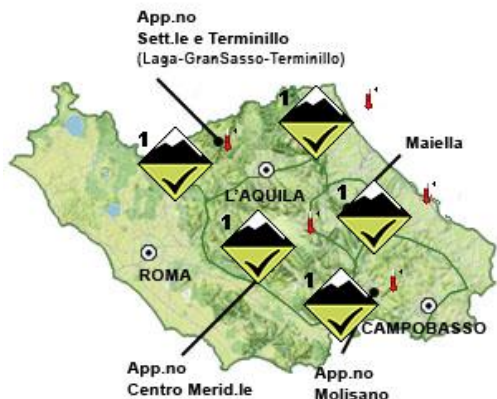 App.no
Sett.le e Terminillo
(Laga-GranSasso-Terminillo)
1
1
Maiella
L'AQUILA
1
1
ROMA
1
CAMPOBASSO
App.no
Centro Merid.le
App.no
Molisano